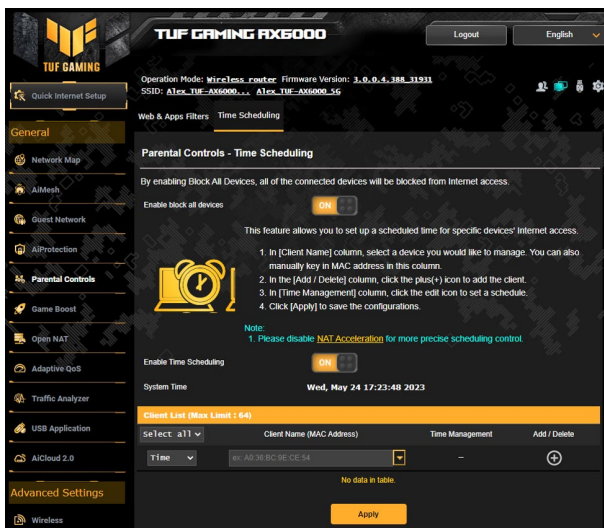 TUF GAMING AX6000
Logout
English
TUF GAMING
Operation Mode: Wireless router Firmware Version: 3.0.0.4.388_31931
SSID: Alex_TUF-AX6000... Alex_TUF-AX6000_5G
Quick Internet Setup
Web & Apps Filters Time Scheduling
General
Network Map
AiMesh
Guest Network
AiProtection
Parental Controls
Game Boost
Open NAT
Adaptive QoS
Traffic Analyzer
USB Application
AiCloud 2.0
Advanced Settings
Wireless
Parental Controls - Time Scheduling
By enabling Block All Devices, all of the connected devices will be blocked from Internet access.
Enable block all devices ON
This feature allows you to set up a scheduled time for specific devices' Internet access.
1. In [Client Name] column, select a device you would like to manage. You can also
manually key in MAC address in this column.
2. In the [Add / Delete] column, click the plus(+) icon to add the client.
3. In [Time Management] column, click the edit icon to set a schedule.
4. Click [Apply] to save the configurations.
Note:
1. Please disable NAT Acceleration for more precise scheduling control.
Enable Time Scheduling ON
System Time Wed, May 24 17:23:48 2023
Client List (Max Limit : 64)
Select all Client Name (MAC Address) Time Management Add / Delete
Time ex: A0:36:BC:9E:CE:54 –
No data in table.
Apply